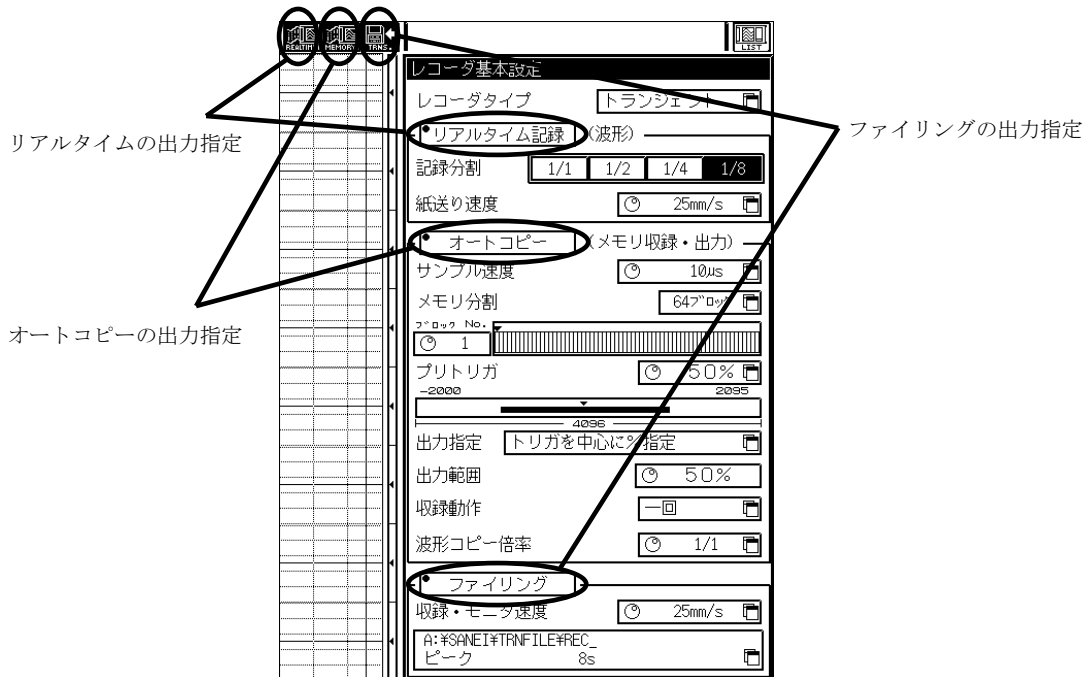 REALTIM MEMORY TRNS. LIST
レコーダ基本設定
レコーダタイプ トランジェント
リアルタイム記録 (波形)
ファイリングの出力指定
リアルタイムの出力指定
記録分割 1/1 1/2 1/4 1/8
紙送り速度 25mm/s
オートコピー (メモリ収録・出力)
サンプル速度 10μs
メモリ分割 64ブロック
オートコピーの出力指定
ブロック No.
1
プリトリガ 50%
-2000 2095
4096
出力指定 トリガを中心に%指定
出力範囲 50%
収録動作 一回
波形コピー倍率 1/1
ファイリング
収録・モニタ速度 25mm/s
A:¥SANEI¥TRNFILE¥REC_
ピーク 8s